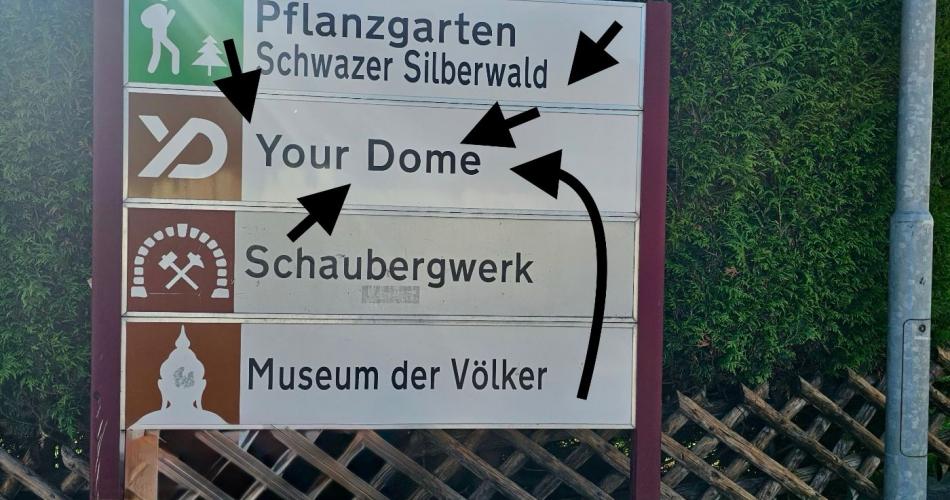 Pflanzgarten
Schwazer Silberwald
Your Dome
Schaubergwerk
Museum der Völker